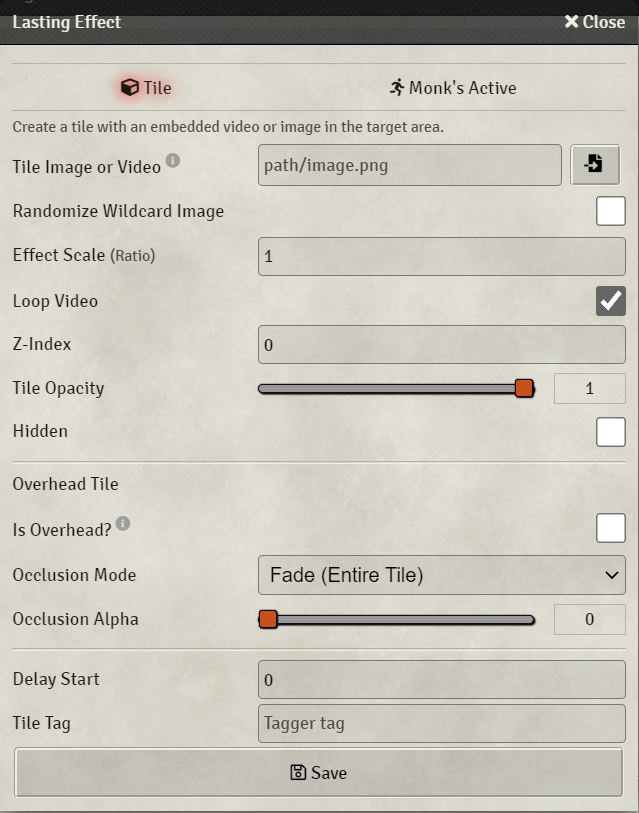 Lasting Effect
Close
Tile
Monk's Active
Create a tile with an embedded video or image in the target area.
Tile Image or Video
path/image.png
Randomize Wildcard Image
Effect Scale (Ratio)
1
Loop Video
Z-Index
0
Tile Opacity
1
Hidden
Overhead Tile
Is Overhead?
Occlusion Mode
Fade (Entire Tile)
Occlusion Alpha
0
Delay Start
0
Tile Tag
Tagger tag
Save